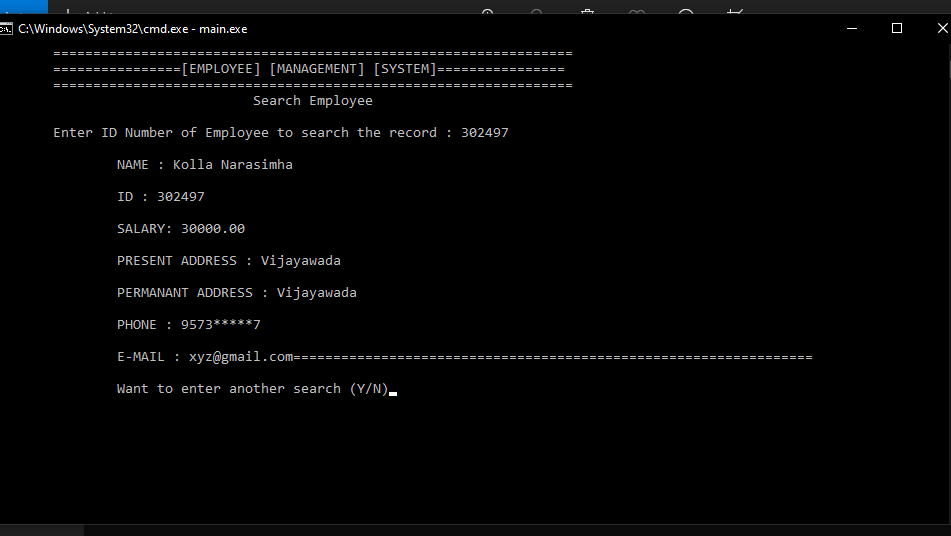 C:\Windows\System32\cmd.exe - main.exe
=================================================================
================[EMPLOYEE] [MANAGEMENT] [SYSTEM]================
=================================================================
Search Employee
Enter ID Number of Employee to search the record : 302497
NAME : Kolla Narasimha
ID : 302497
SALARY: 30000.00
PRESENT ADDRESS : Vijayawada
PERMANANT ADDRESS : Vijayawada
PHONE : 9573*****7
E-MAIL : xyz@gmail.com=================================================================
Want to enter another search (Y/N)